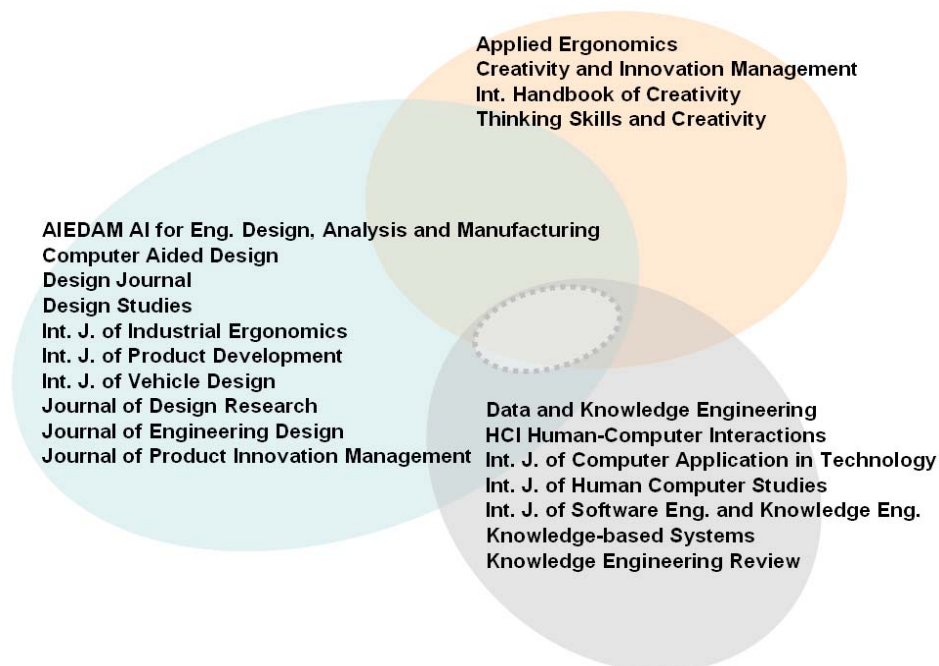 Applied Ergonomics
Creativity and Innovation Management
Int. Handbook of Creativity
Thinking Skills and Creativity
AIEDAM AI for Eng. Design, Analysis and Manufacturing
Computer Aided Design
Design Journal
Design Studies
Int. J. of Industrial Ergonomics
Int. J. of Product Development
Int. J. of Vehicle Design
Journal of Design Research
Journal of Engineering Design
Journal of Product Innovation Management
Data and Knowledge Engineering
HCI Human-Computer Interactions
Int. J. of Computer Application in Technology
Int. J. of Human Computer Studies
Int. J. of Software Eng. and Knowledge Eng.
Knowledge-based Systems
Knowledge Engineering Review